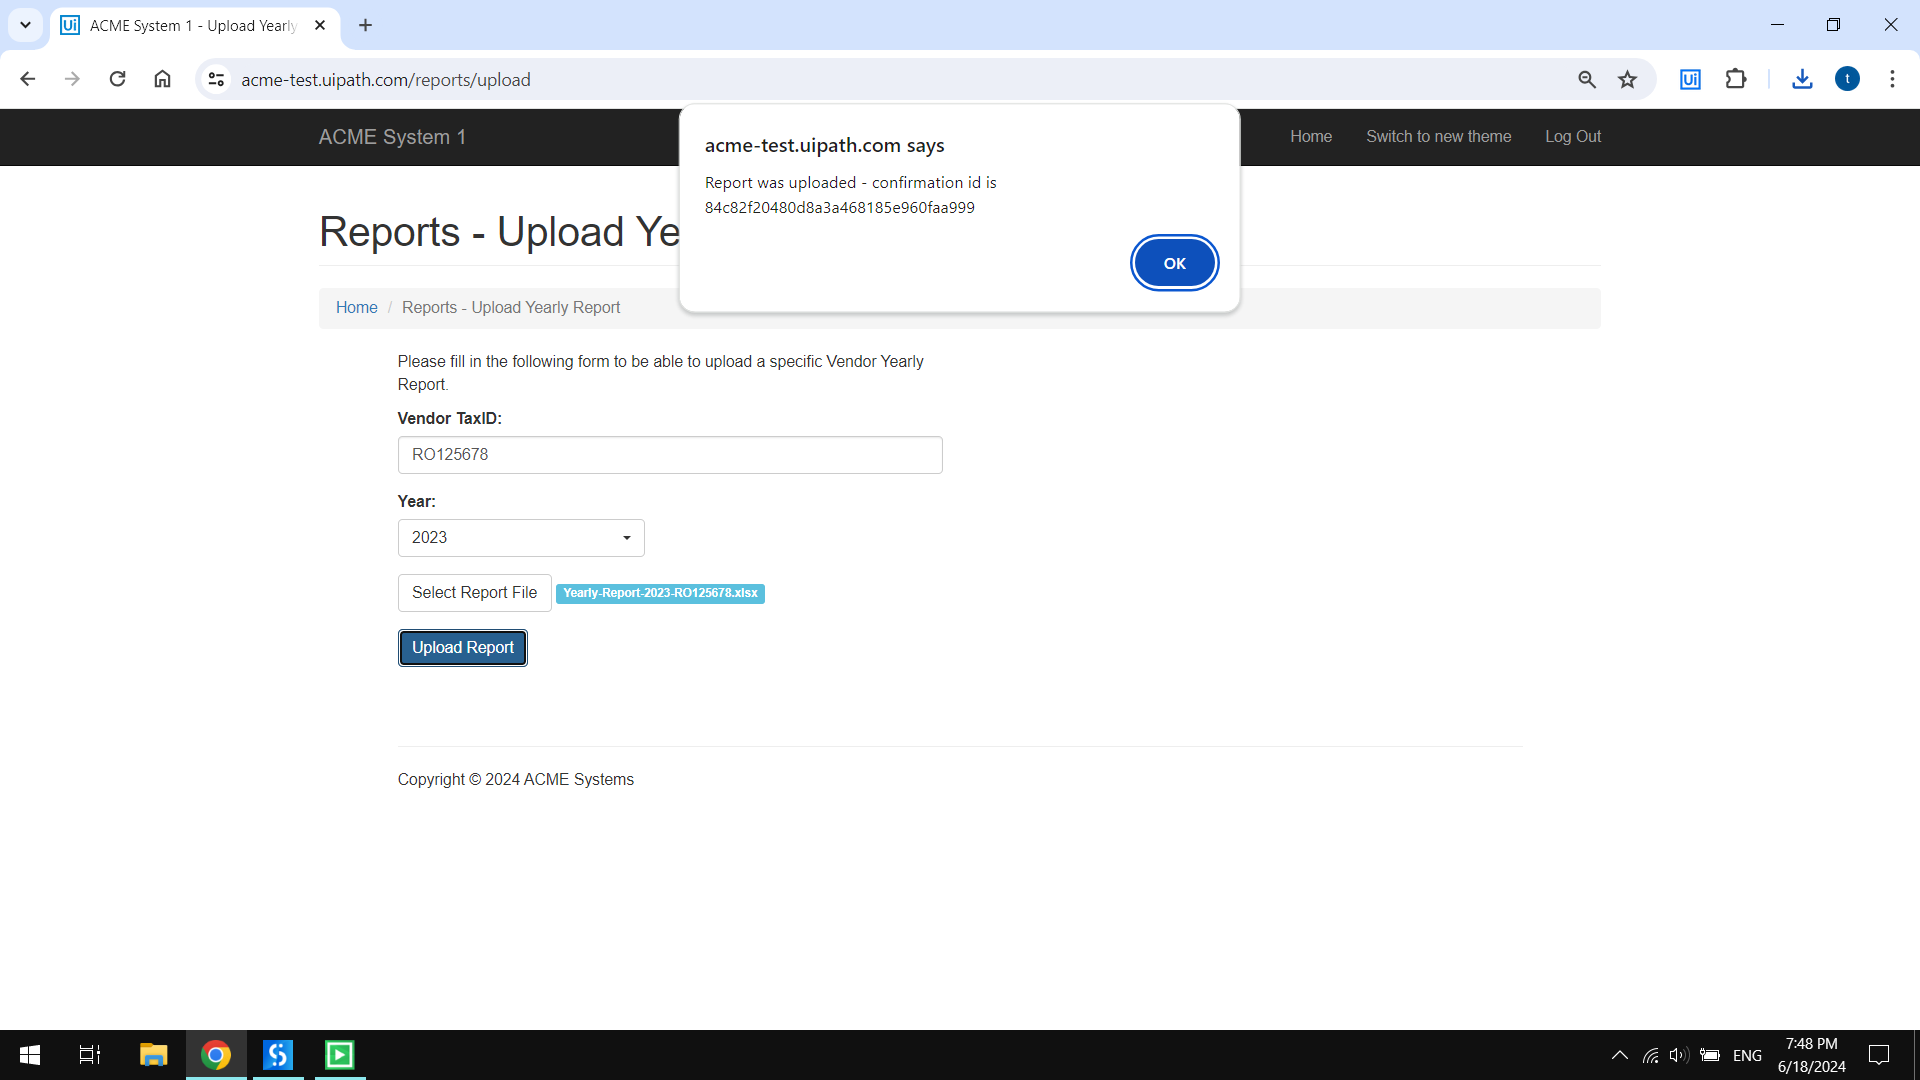 ACME System 1 - Upload Yearly
acme-test.uipath.com/reports/upload
ACME System 1
Home
Switch to new theme
Log Out
acme-test.uipath.com says
Report was uploaded - confirmation id is
84c82f20480d8a3a468185e960faa999
OK
Reports - Upload Ye
Home / Reports - Upload Yearly Report
Please fill in the following form to be able to upload a specific Vendor Yearly
Report.
Vendor TaxID:
RO125678
Year:
2023
Select Report File
Yearly-Report-2023-RO125678.xlsx
Upload Report
Copyright © 2024 ACME Systems
ENG
7:48 PM
6/18/2024